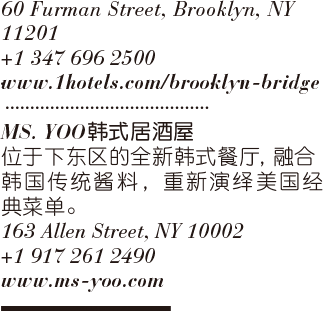 60 Furman Street, Brooklyn, NY
11201
+1 347 696 2500
www.1hotels.com/brooklyn-bridge
MS. YOO韩式居酒屋
位于下东区的全新韩式餐厅, 融合
韩国传统酱料，重新演绎美国经
典菜单。
163 Allen Street, NY 10002
+1 917 261 2490
www.ms-yoo.com